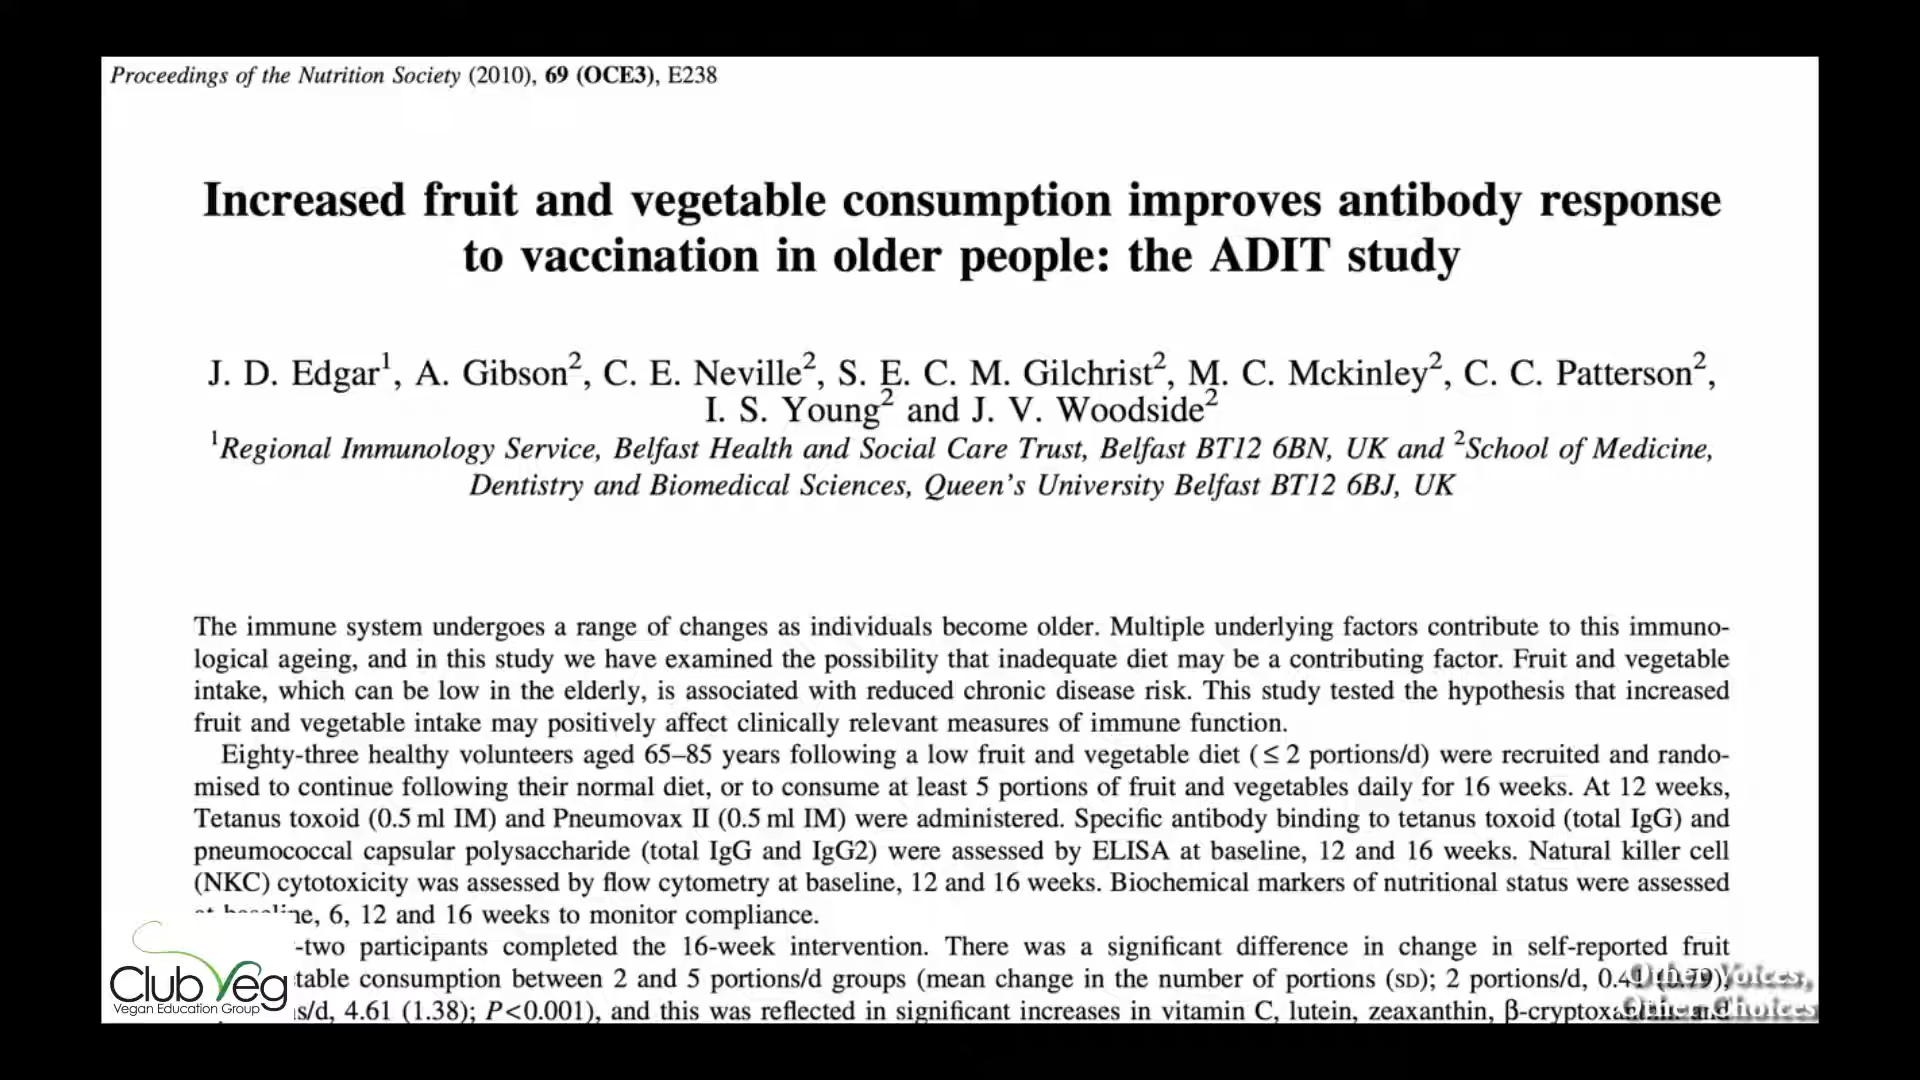 Proceedings of the Nutrition Society (2010), 69 (OCE3), E238
Increased fruit and vegetable consumption improves antibody response
to vaccination in older people: the ADIT study
J. D. Edgar1, A. Gibson2, C. E. Neville2, S. E. C. M. Gilchrist2, M. C. Mckinley2, C. C. Patterson2,
I. S. Young2 and J. V. Woodside2
1Regional Immunology Service, Belfast Health and Social Care Trust, Belfast BT12 6BN, UK and 2School of Medicine,
Dentistry and Biomedical Sciences, Queen's University Belfast BT12 6BJ, UK
The immune system undergoes a range of changes as individuals become older. Multiple underlying factors contribute to this immuno-
logical ageing, and in this study we have examined the possibility that inadequate diet may be a contributing factor. Fruit and vegetable
intake, which can be low in the elderly, is associated with reduced chronic disease risk. This study tested the hypothesis that increased
fruit and vegetable intake may positively affect clinically relevant measures of immune function.
Eighty-three healthy volunteers aged 65–85 years following a low fruit and vegetable diet (≤ 2 portions/d) were recruited and rando-
mised to continue following their normal diet, or to consume at least 5 portions of fruit and vegetables daily for 16 weeks. At 12 weeks,
Tetanus toxoid (0.5 ml IM) and Pneumovax II (0.5 ml IM) were administered. Specific antibody binding to tetanus toxoid (total IgG) and
pneumococcal capsular polysaccharide (total IgG and IgG2) were assessed by ELISA at baseline, 12 and 16 weeks. Natural killer cell
(NKC) cytotoxicity was assessed by flow cytometry at baseline, 12 and 16 weeks. Biochemical markers of nutritional status were assessed
6, 12 and 16 weeks to monitor compliance.
-two participants completed the 16-week intervention. There was a significant difference in change in self-reported fruit
consumption between 2 and 5 portions/d groups (mean change in the number of portions (SD); 2 portions/d,
4.61 (1.38); P<0.001), and this was reflected in significant increases in vitamin C, lutein, zeaxanthin,
Club Veg
Vegan Education Group
Other Voices,
Other Choices